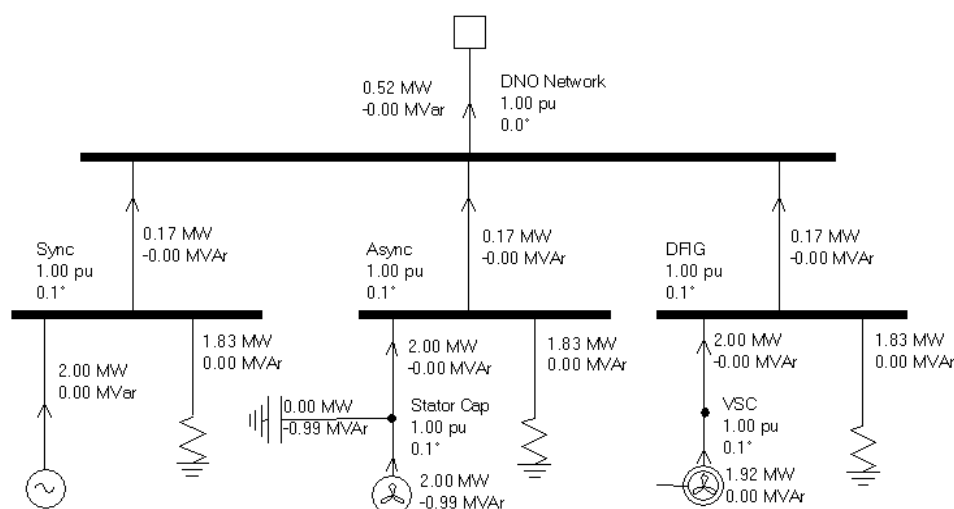 0.52 MW
-0.00 MVar
DNO Network
1.00 pu
0.0°
0.17 MW
-0.00 MVAr
0.17 MW
-0.00 MVAr
0.17 MW
-0.00 MVAr
Sync
1.00 pu
0.1°
Async
1.00 pu
0.1°
DFIG
1.00 pu
0.1°
2.00 MW
0.00 MVar
1.83 MW
0.00 MVAr
2.00 MW
-0.00 MVAr
1.83 MW
0.00 MVAr
2.00 MW
-0.00 MVAr
1.83 MW
0.00 MVAr
0.00 MW
-0.99 MVAr
Stator Cap
1.00 pu
0.1°
VSC
1.00 pu
0.1°
2.00 MW
-0.99 MVAr
1.92 MW
0.00 MVAr